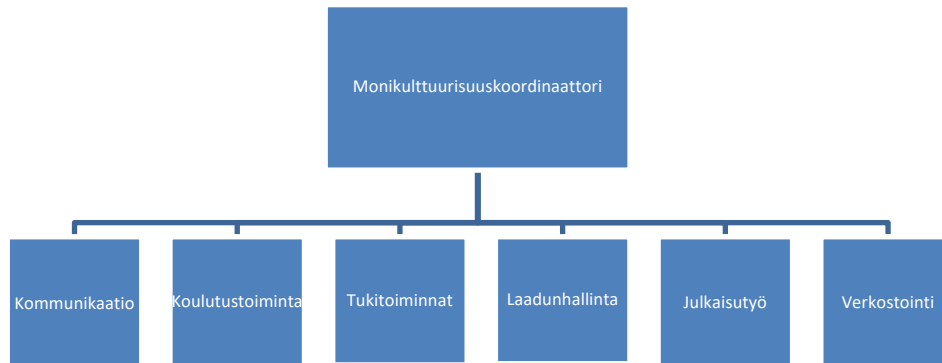 Monikulttuurisuuskoordinaattori
Kommunikaatio
Koulutustoiminta
Tukitoiminnat
Laadunhallinta
Julkaisutyö
Verkostointi